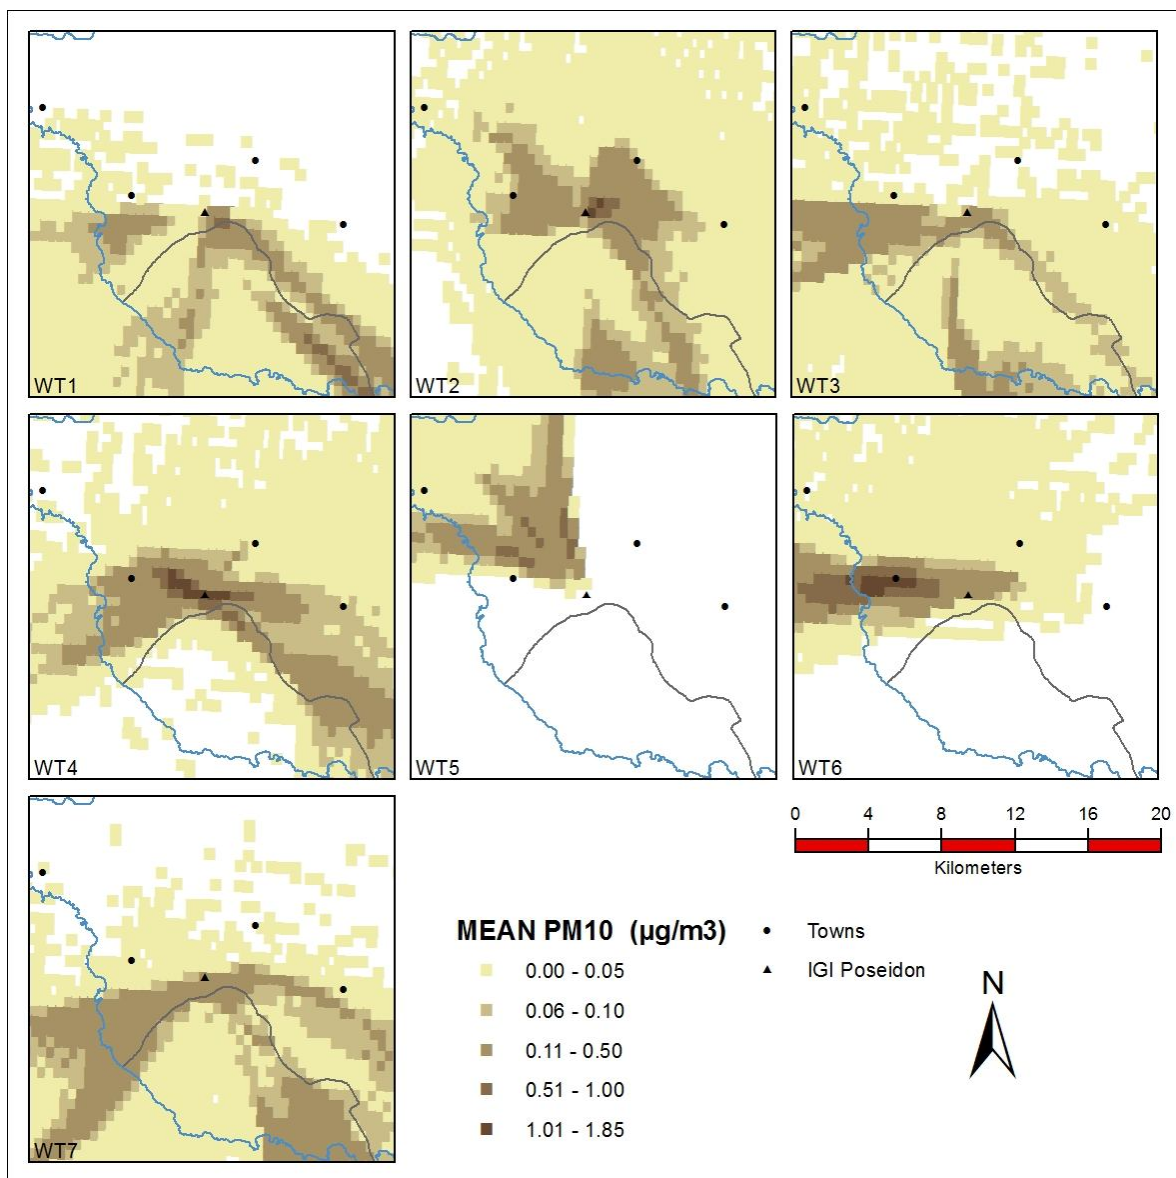 WT1
WT2
WT3
WT4
WT5
WT6
WT7
0 4 8 12 16 20
Kilometers
MEAN PM10 (µg/m3)
0.00 - 0.05
0.06 - 0.10
0.11 - 0.50
0.51 - 1.00
1.01 - 1.85
Towns
IGI Poseidon
N